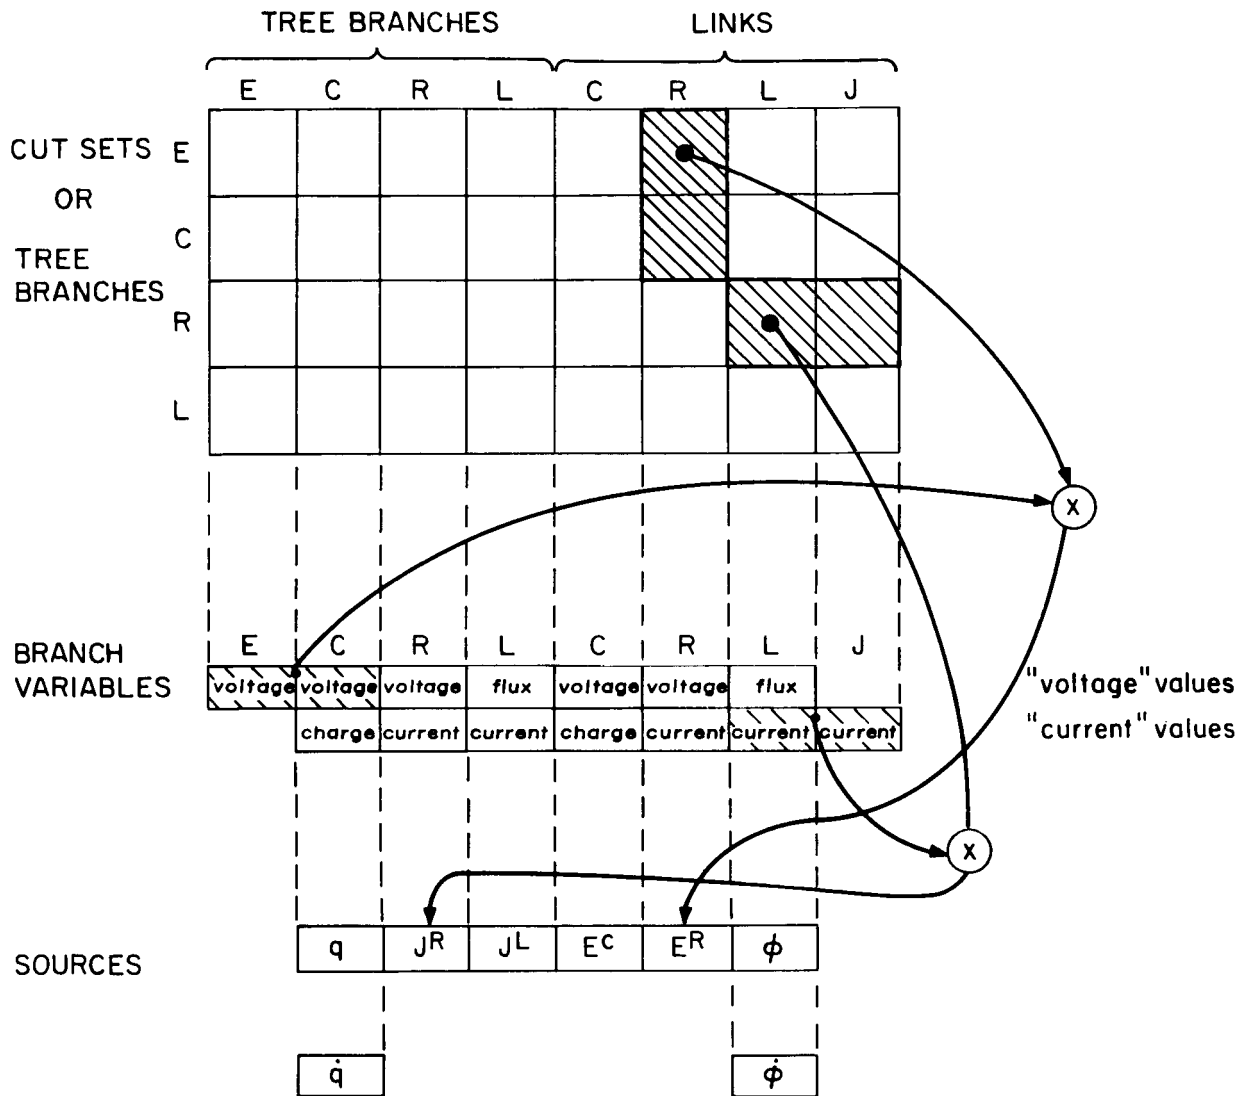 TREE BRANCHES LINKS
E C R L C R L J
CUT SETS E
OR
C
TREE
BRANCHES
R
L
X
BRANCH
VARIABLES
E C R L C R L J
voltage voltage voltage flux voltage voltage flux
charge current current charge current current current
"voltage" values
"current" values
X
SOURCES
q J^R J^L E^C E^R ϕ
q̇ ϕ̇